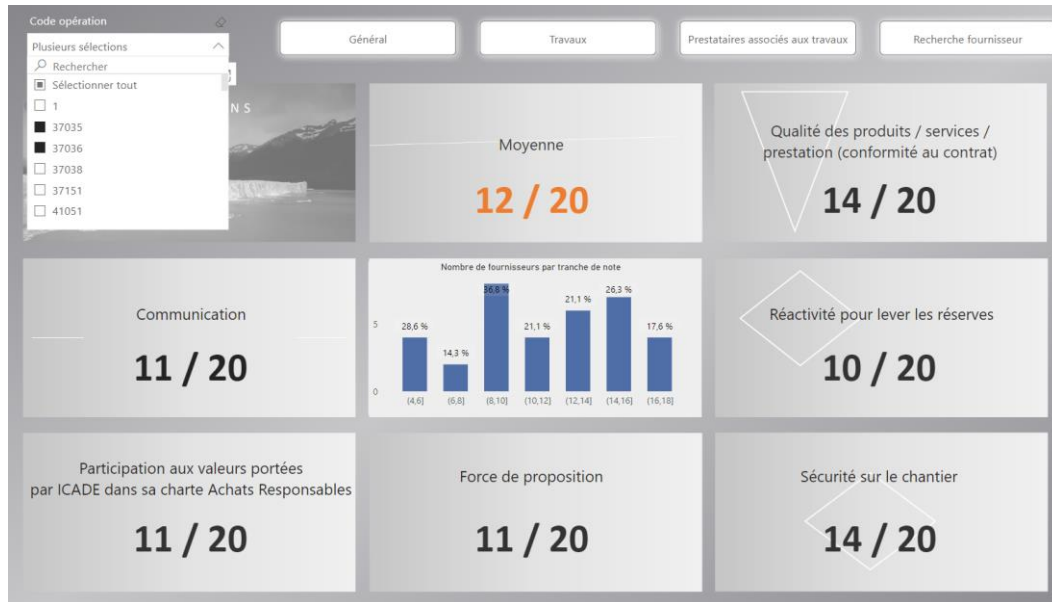 Code opération
Plusieurs sélections
Rechercher
Sélectionner tout
1
37035
37036
37038
37151
41051
Général
Travaux
Prestataires associés aux travaux
Recherche fournisseur
N S
Moyenne
12 / 20
Qualité des produits / services /
prestation (conformité au contrat)
14 / 20
Communication
11 / 20
Nombre de fournisseurs par tranche de note
5
0
28,6 %
14,3 %
36,8 %
21,1 %
21,1 %
26,3 %
17,6 %
(4,6]
(6,8]
(8,10]
(10,12]
(12,14]
(14,16]
(16,18]
Réactivité pour lever les réserves
10 / 20
Participation aux valeurs portées
par ICADE dans sa charte Achats Responsables
11 / 20
Force de proposition
11 / 20
Sécurité sur le chantier
14 / 20